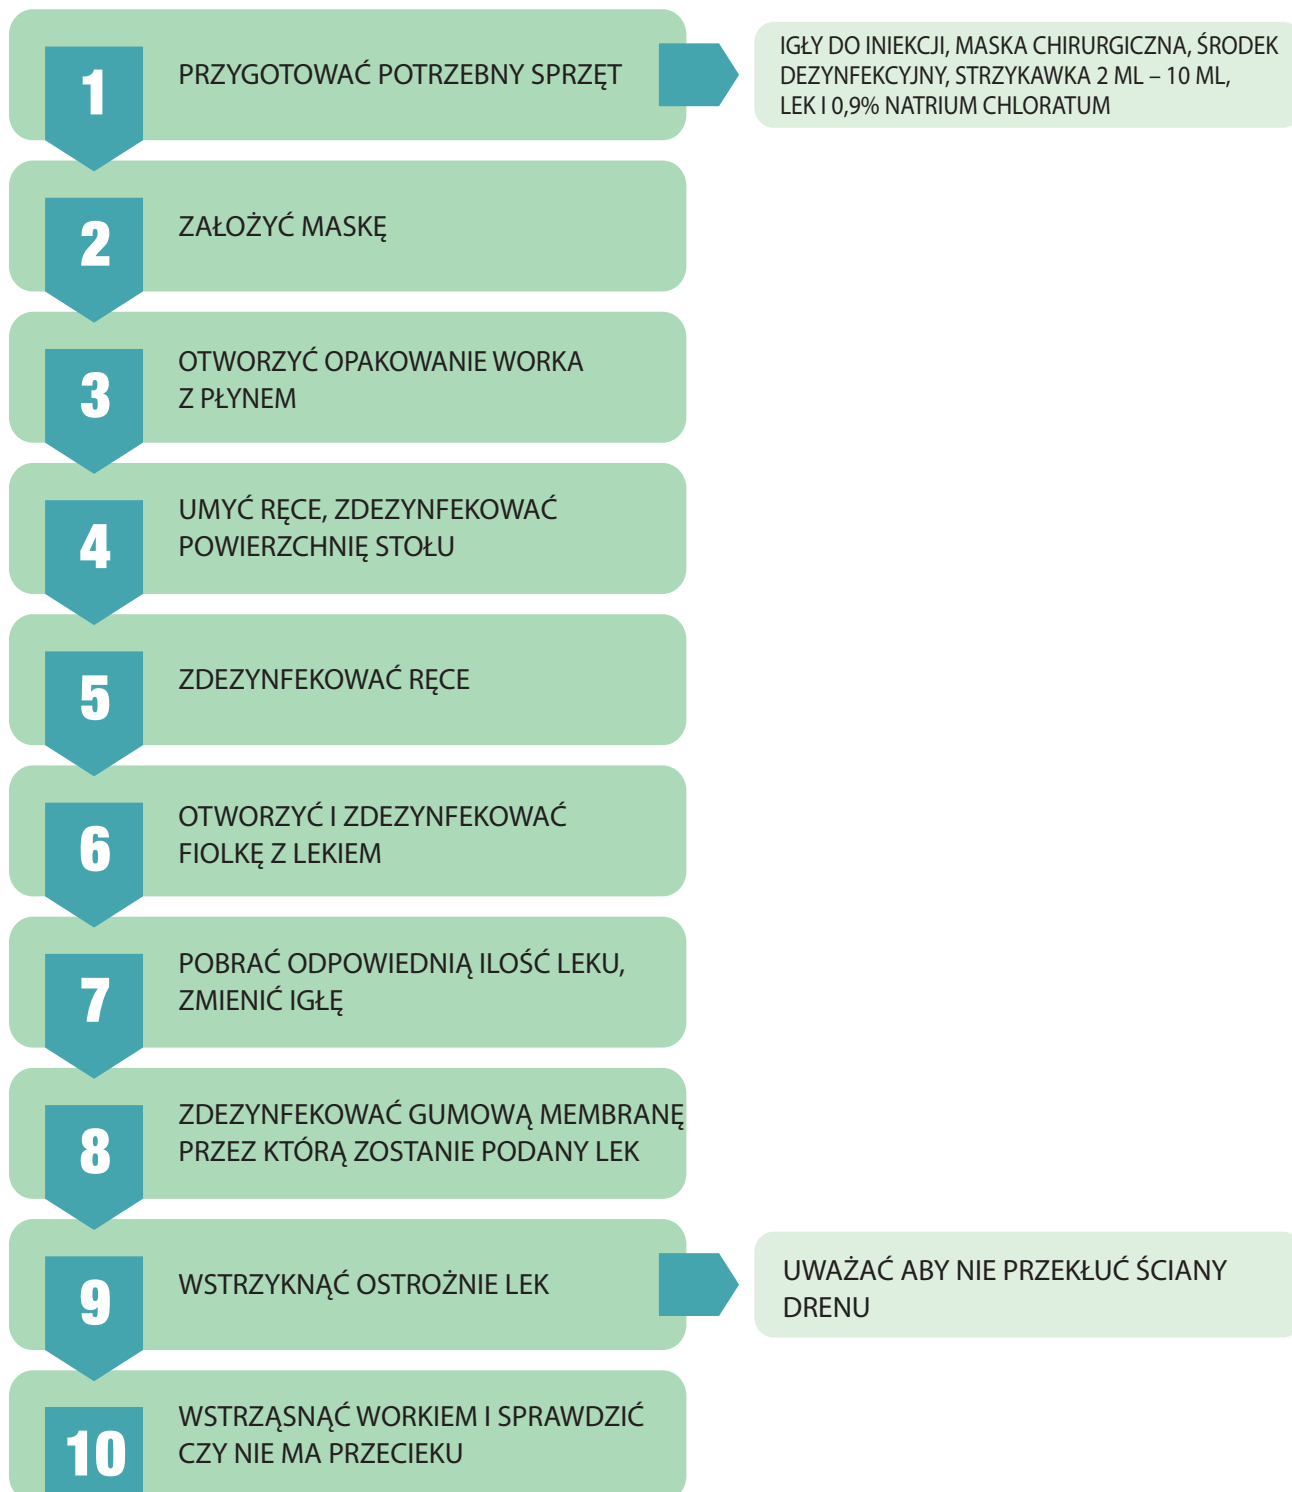 1
PRZYGOTOWAĆ POTRZEBNY SPRZĘT
IGŁY DO INIEKCJI, MASKA CHIRURGICZNA, ŚRODEK
DEZYNFEKCYJNY, STRZYKAWKA 2 ML – 10 ML,
LEK I 0,9% NATRIUM CHLORATUM
2
ZAŁOŻYĆ MASKĘ
3
OTWORZYĆ OPAKOWANIE WORKA
Z PŁYNEM
4
UMYĆ RĘCE, ZDEZYNFEKOWAĆ
POWIERZCHNIĘ STOŁU
5
ZDEZYNFEKOWAĆ RĘCE
6
OTWORZYĆ I ZDEZYNFEKOWAĆ
FIOLKĘ Z LEKIEM
7
POBRAĆ ODPOWIEDNIĄ ILOŚĆ LEKU,
ZMIENIĆ IGŁĘ
8
ZDEZYNFEKOWAĆ GUMOWĄ MEMBRANĘ
PRZEZ KTÓRĄ ZOSTANIE PODANY LEK
9
WSTRZYKNĄĆ OSTROŻNIE LEK
UWAŻAĆ ABY NIE PRZEKŁUĆ ŚCIANY
DRENU
10
WSTRZĄSNĄĆ WORKIEM I SPRAWDZIĆ
CZY NIE MA PRZECIEKU